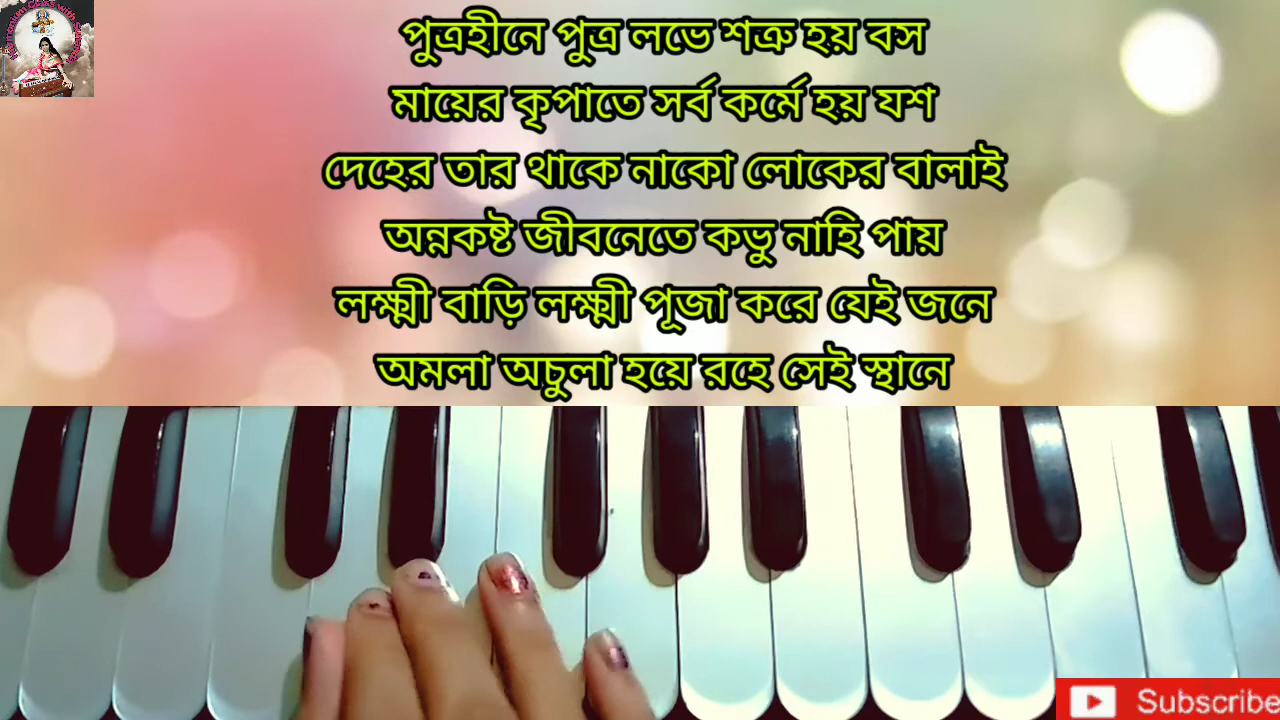 পুত্রহীনে পুত্র লভে শত্রু হয় বস
মায়ের কৃপাতে সর্ব কর্মে হয় যশ
দেহের তার থাকে নাকো লোকের বালাই
অন্নকষ্ট জীবনেতে কভু নাহি পায়
লক্ষ্মী বাড়ি লক্ষ্মী পূজা করে যেই জনে
অমলা অচুলা হয়ে রহে সেই স্থানে
Subscribe